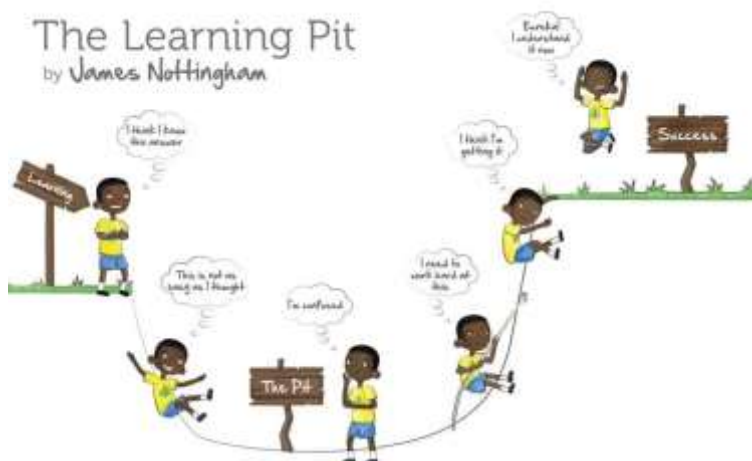 The Learning Pit
by James Nottingham
Eureka!
I understand
it now
I think I know
the answer
I think I'm
getting it
Success
Learning
This is not as
easy as I thought
I'm confused
I need to
work hard at
this
The Pit